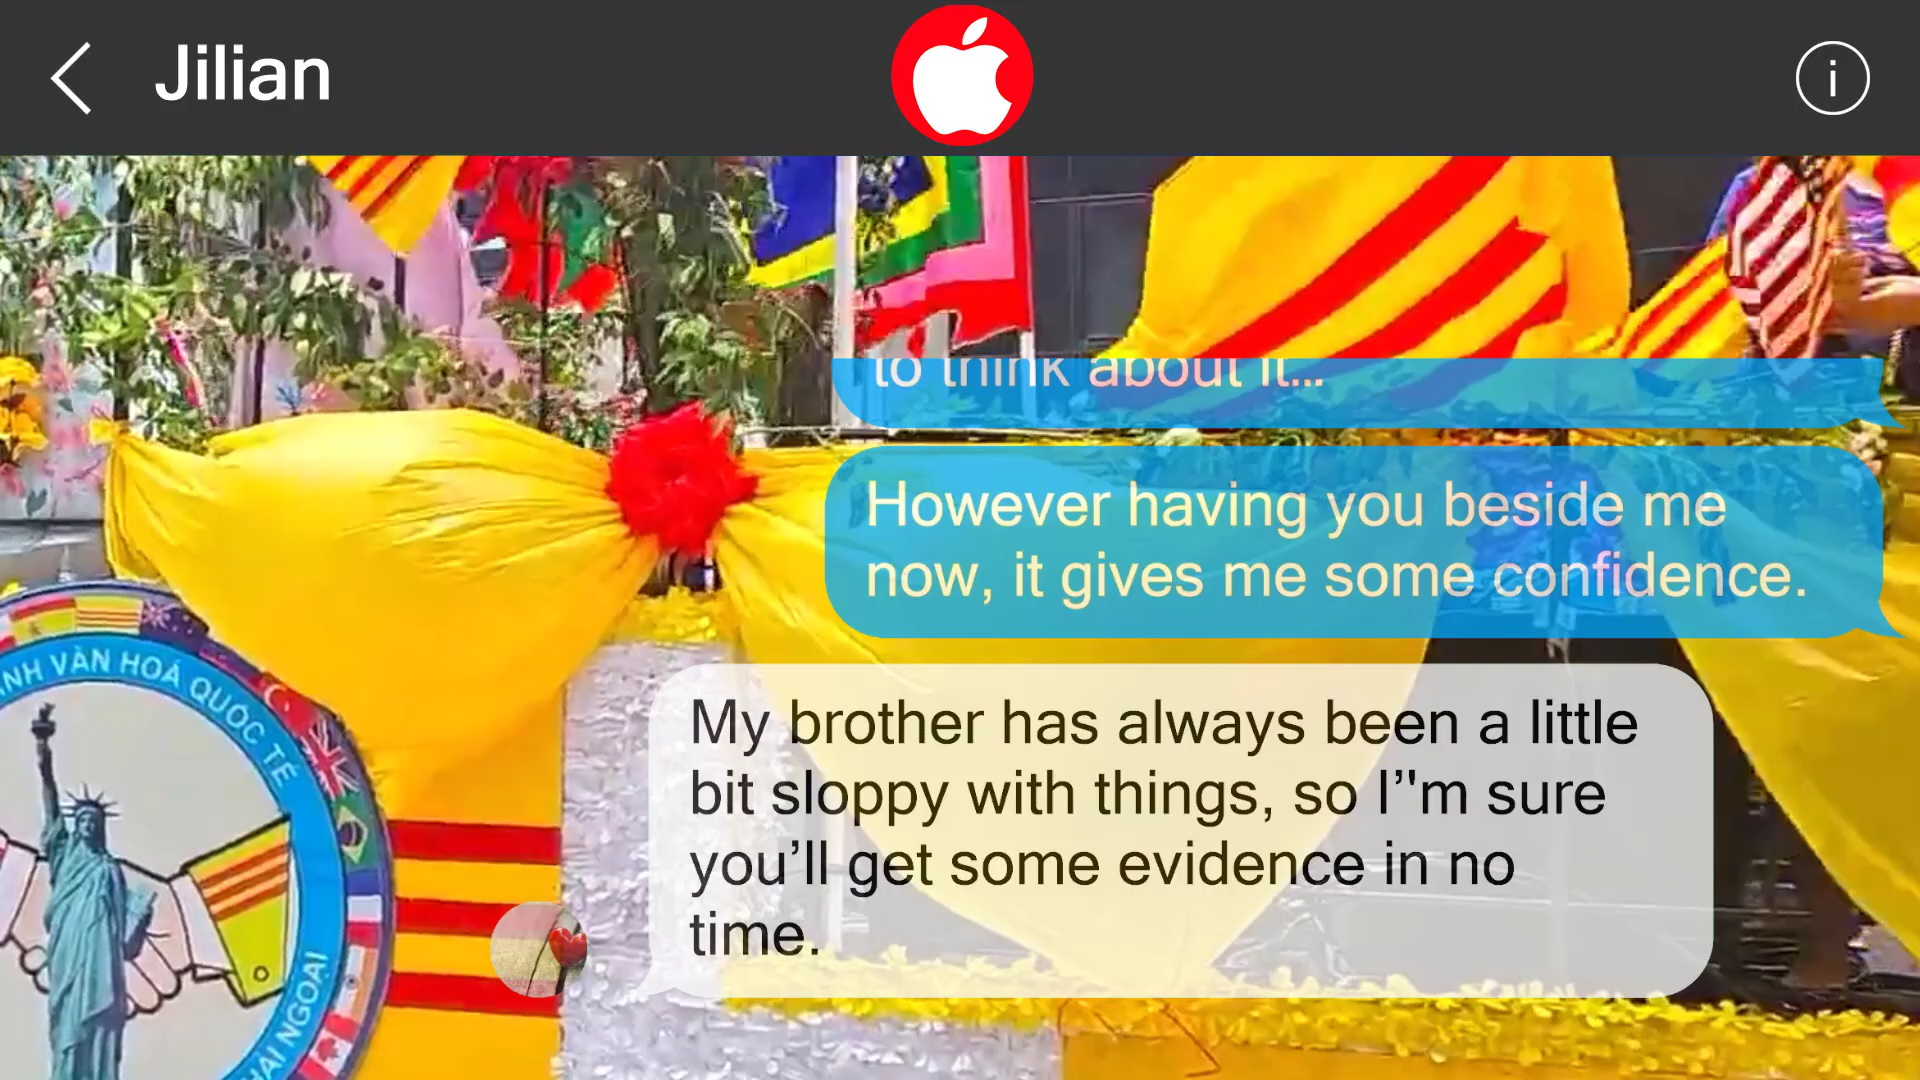 Jilian
i
to think about it...
However having you beside me
now, it gives me some confidence.
My brother has always been a little
bit sloppy with things, so I’'m sure
you’ll get some evidence in no
time.
VĂN HOÁ QUỐC TẾ
HẢI NGOẠI